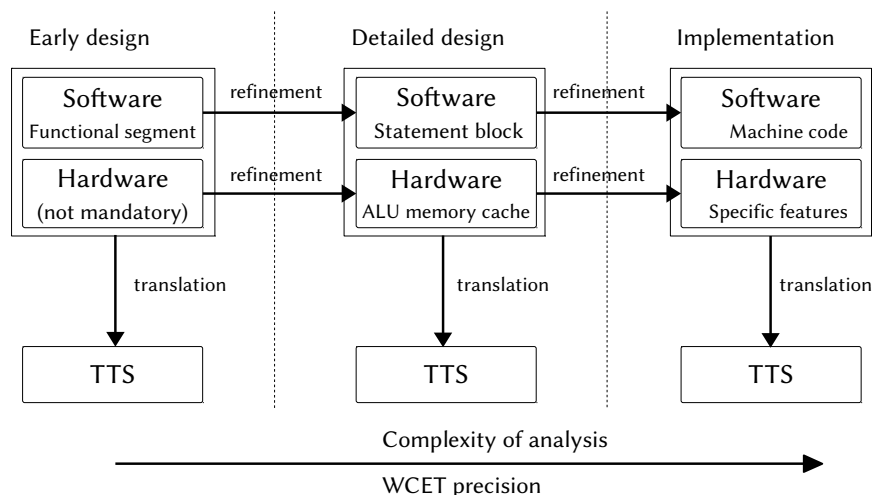 Early design
Detailed design
Implementation
Software
Functional segment
refinement
Software
Statement block
refinement
Software
Machine code
Hardware
(not mandatory)
refinement
Hardware
ALU memory cache
refinement
Hardware
Specific features
translation
translation
translation
TTS
TTS
TTS
Complexity of analysis
WCET precision